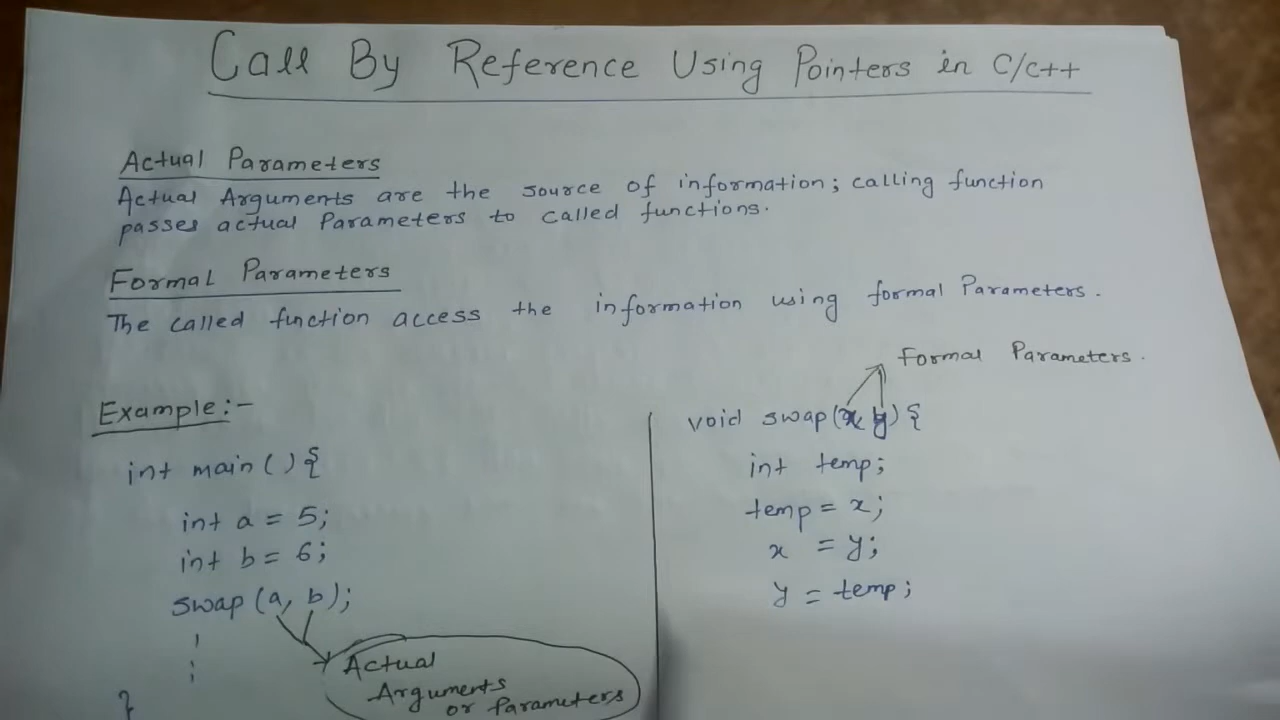 Call By Reference Using Pointers in C/C++
Actual Parameters
Actual Arguments are the source of information; calling function
passes actual Parameters to called functions.
Formal Parameters
The called function access the information using formal Parameters.
Example:-
int main() {
int a = 5;
int b = 6;
swap (a, b);
}
Actual
Arguments
or Parameters
Formal Parameters.
void swap(x y) {
int temp;
temp = x;
x = y;
y = temp;